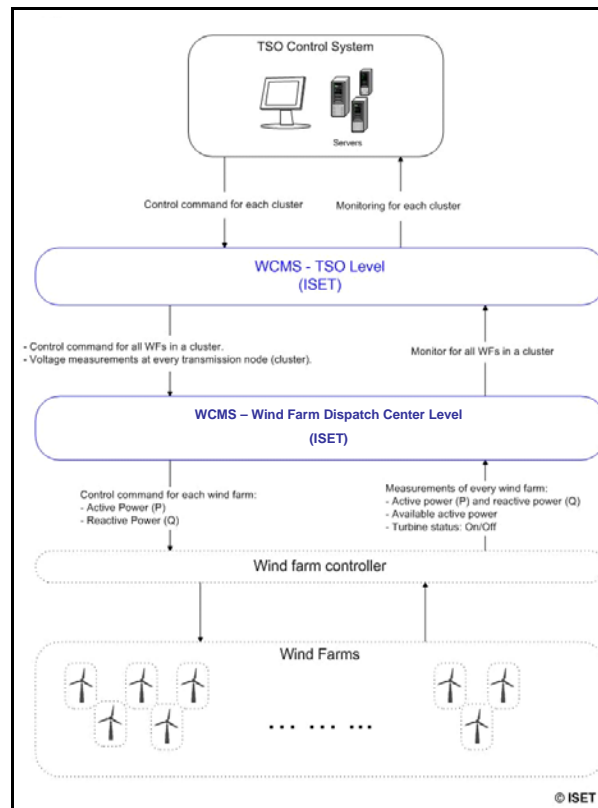 TSO Control System
Servers
Control command for each cluster
Monitoring for each cluster
WCMS - TSO Level
(ISET)
- Control command for all WFs in a cluster.
- Voltage measurements at every transmission node (cluster).
Monitor for all WFs in a cluster
WCMS – Wind Farm Dispatch Center Level
(ISET)
Control command for each wind farm:
- Active Power (P)
- Reactive Power (Q)
Measurements of every wind farm:
- Active power (P) and reactive power (Q)
- Available active power
- Turbine status: On/Off
Wind farm controller
Wind Farms
... ... ...
© ISET